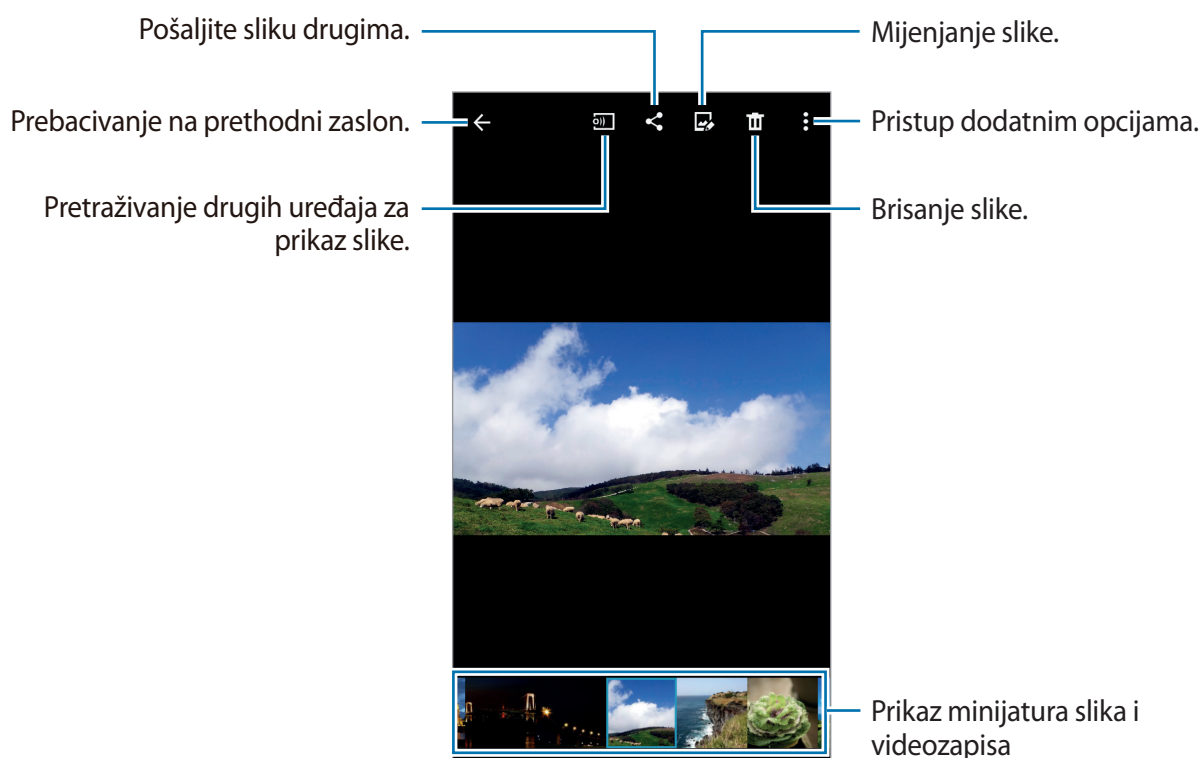 Pošaljite sliku drugima.
Mijenjanje slike.
Prebacivanje na prethodni zaslon.
Pristup dodatnim opcijama.
Pretraživanje drugih uređaja za
prikaz slike.
Brisanje slike.
Prikaz minijatura slika i
videozapisa